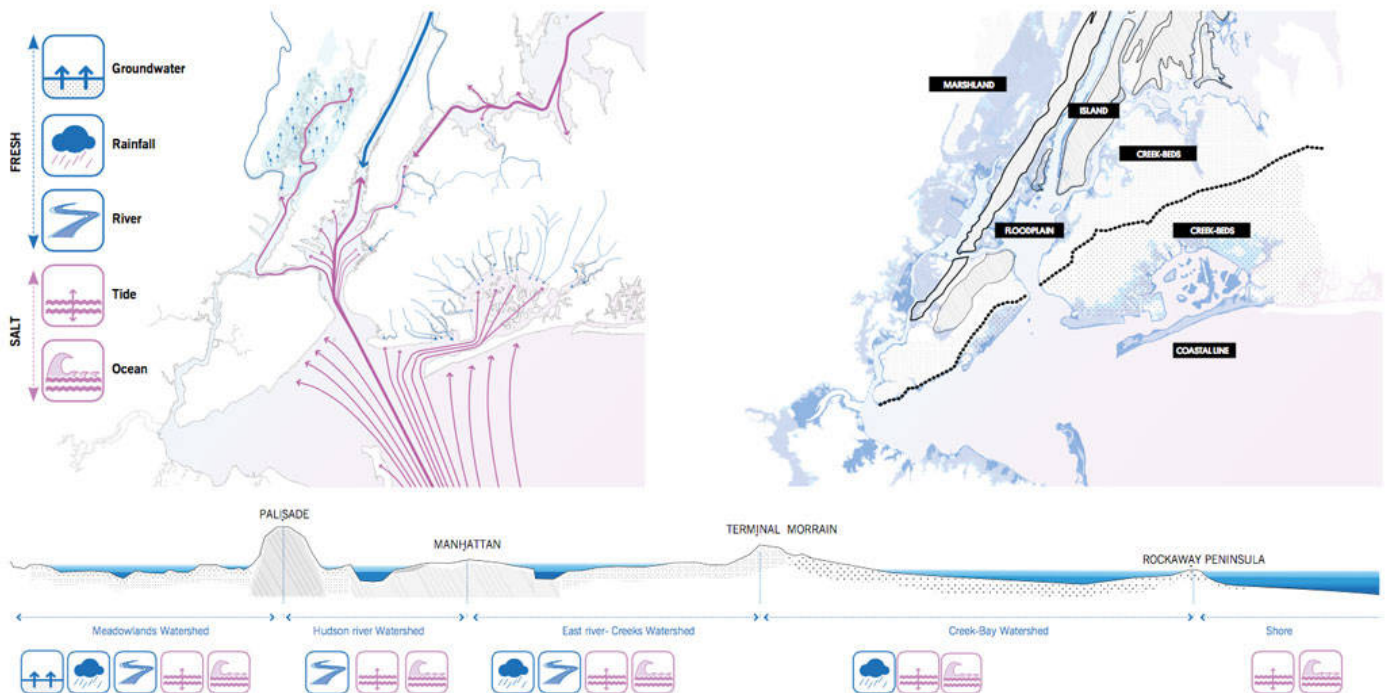 FRESH
Groundwater
Rainfall
River
SALT
Tide
Ocean
MARSHLAND
ISLAND
CREEK-BEDS
FLOODPLAIN
CREEK-BEDS
COASTAL LINE
PALISADE
MANHATTAN
TERMINAL MORRAIN
ROCKAWAY PENINSULA
Meadowlands Watershed
Hudson river Watershed
East river- Creeks Watershed
Creek-Bay Watershed
Shore